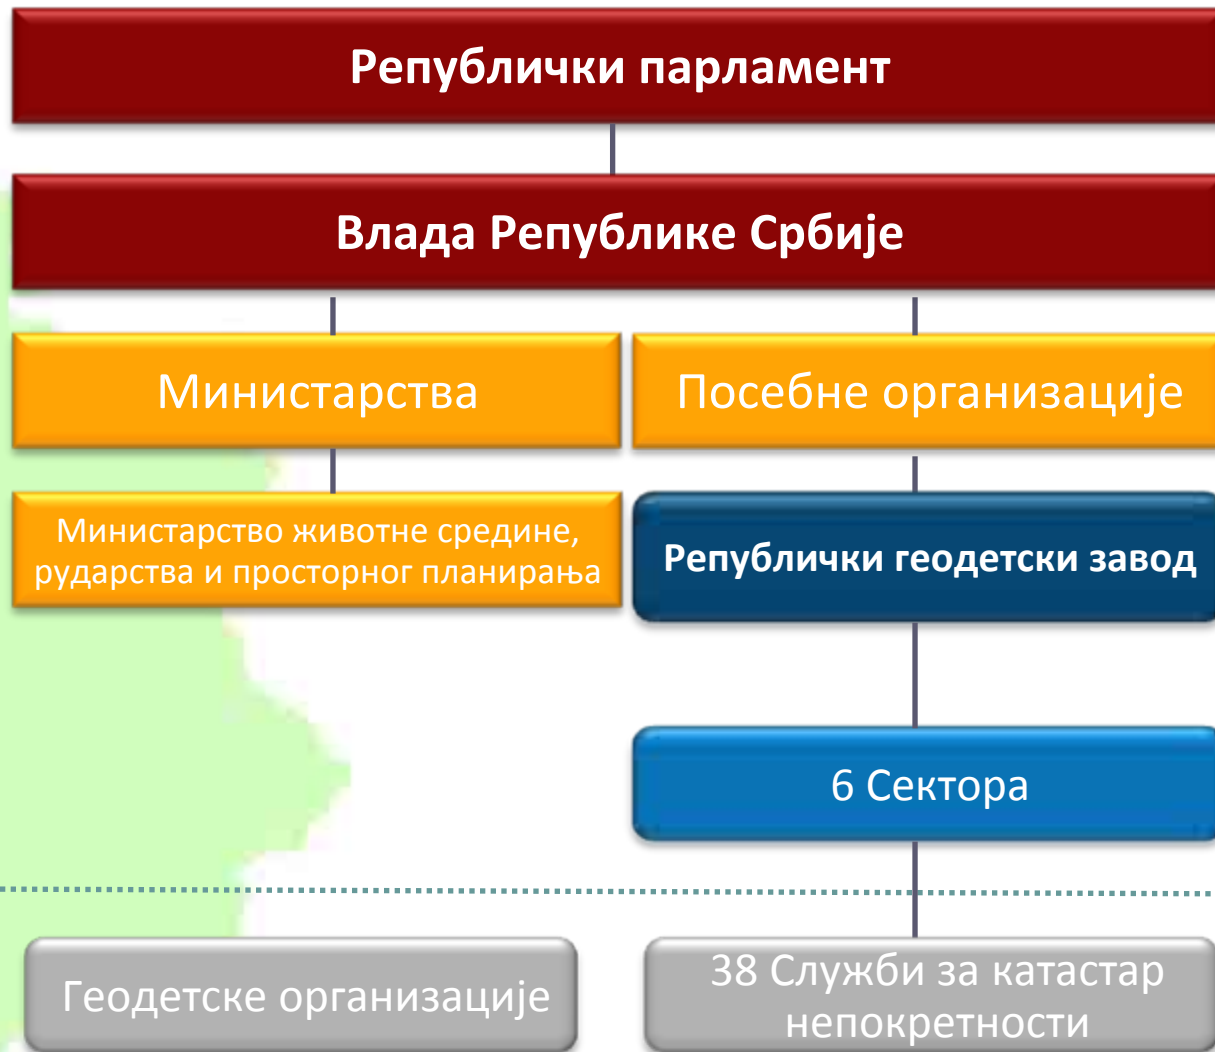 Републички парламент
Влада Републике Србије
Министарства
Посебне организације
Министарство животне средине,
рударства и просторног планирања
Републички геодетски завод
6 Сектора
Геодетске организације
38 Служби за катастар
непокретности